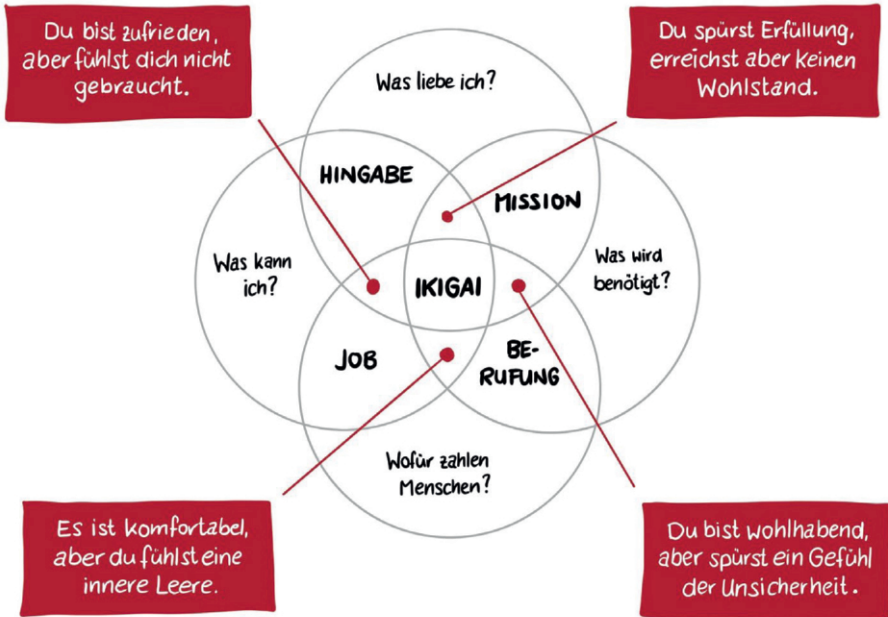 Du bist zufrieden,
aber fühlst dich nicht
gebraucht.
Du spürst Erfüllung,
erreichst aber keinen
Wohlstand.
Was liebe ich?
HINGABE
MISSION
Was kann
ich?
IKIGAI
Was wird
benötigt?
JOB
BE-
RUFUNG
Wofür zahlen
Menschen?
Es ist komfortabel,
aber du fühlst eine
innere Leere.
Du bist wohlhabend,
aber spürst ein Gefühl
der Unsicherheit.